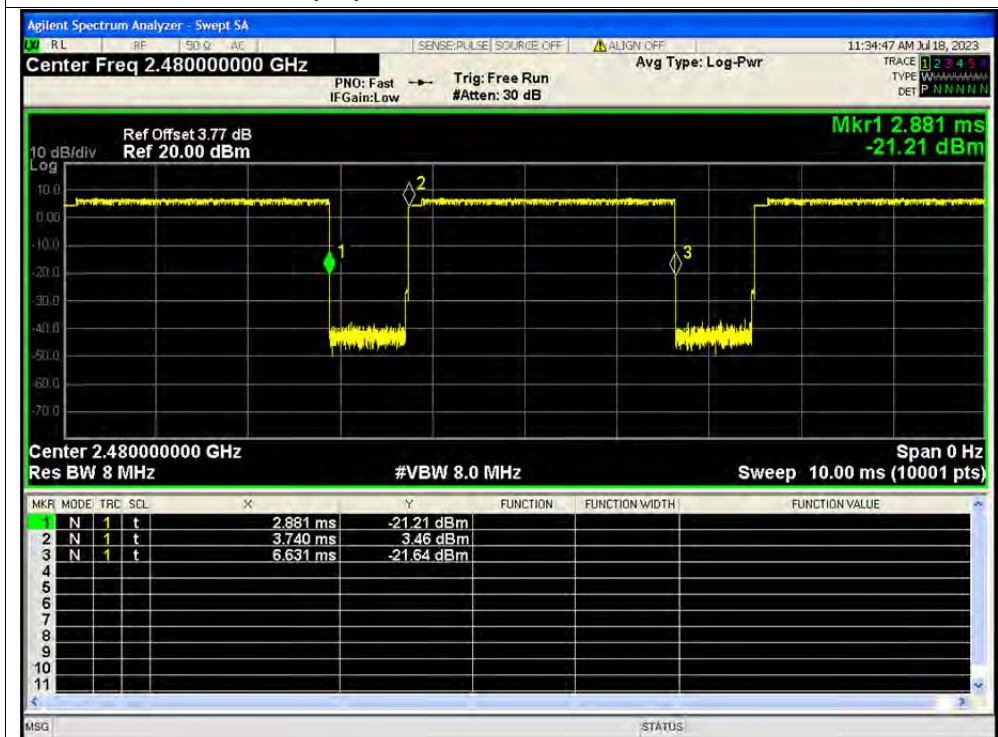 Agilent Spectrum Analyzer - Swept SA
LXI RL RF 50 Ω AC SENSE:PULSE SOURCE OFF ALIGN OFF 11:34:47 AM Jul 18, 2023
Center Freq 2.480000000 GHz
PNO: Fast
IFGain:Low
Trig: Free Run
#Atten: 30 dB
Avg Type: Log-Pwr
TRACE 1 2 3 4 5 6
TYPE W
DET P N N N N N
Mkr1 2.881 ms
-21.21 dBm
Ref Offset 3.77 dB
10 dB/div Ref 20.00 dBm
Log
10.0
0.00
-10.0
-20.0
-30.0
-40.0
-50.0
-60.0
-70.0
1
2
3
Center 2.480000000 GHz Span 0 Hz
Res BW 8 MHz #VBW 8.0 MHz Sweep 10.00 ms (10001 pts)
MKR MODE TRC SCL X Y FUNCTION FUNCTION WIDTH FUNCTION VALUE
1 N 1 t 2.881 ms -21.21 dBm
2 N 1 t 3.740 ms 3.46 dBm
3 N 1 t 6.631 ms -21.64 dBm
4
5
6
7
8
9
10
11
MSG STATUS